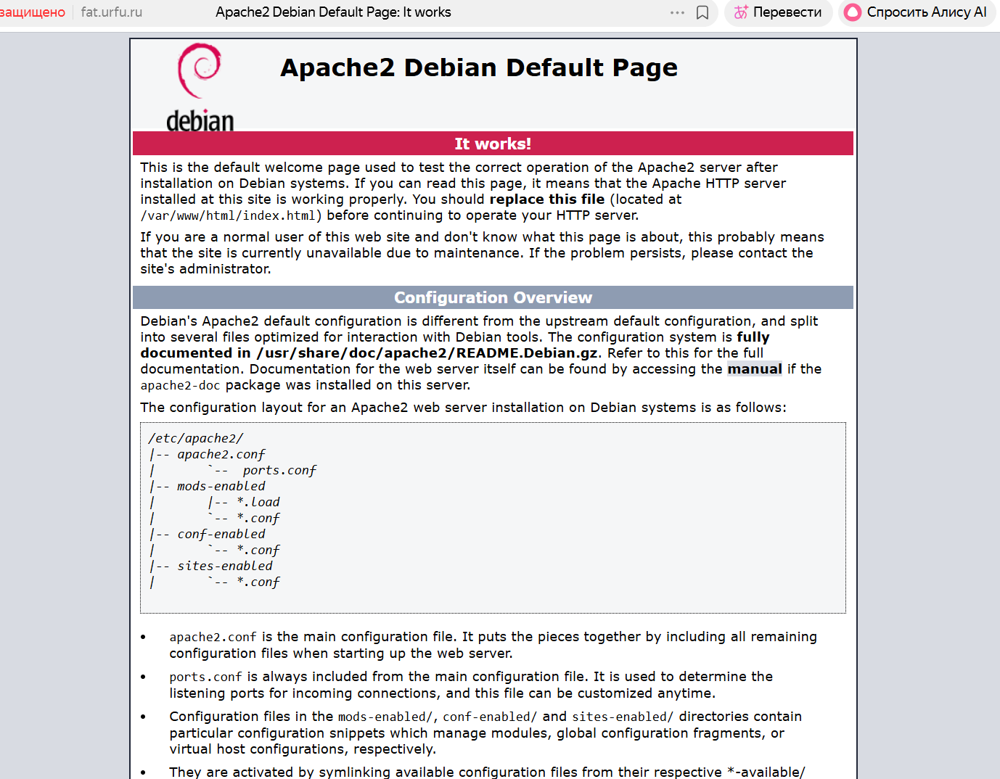 защищено fat.urfu.ru Apache2 Debian Default Page: It works ··· Перевести Спросить Алису AI
debian
Apache2 Debian Default Page
It works!
This is the default welcome page used to test the correct operation of the Apache2 server after
installation on Debian systems. If you can read this page, it means that the Apache HTTP server
installed at this site is working properly. You should replace this file (located at
/var/www/html/index.html) before continuing to operate your HTTP server.
If you are a normal user of this web site and don't know what this page is about, this probably means
that the site is currently unavailable due to maintenance. If the problem persists, please contact the
site's administrator.
Configuration Overview
Debian's Apache2 default configuration is different from the upstream default configuration, and split
into several files optimized for interaction with Debian tools. The configuration system is fully
documented in /usr/share/doc/apache2/README.Debian.gz. Refer to this for the full
documentation. Documentation for the web server itself can be found by accessing the manual if the
apache2-doc package was installed on this server.
The configuration layout for an Apache2 web server installation on Debian systems is as follows:
/etc/apache2/
|-- apache2.conf
|       `--  ports.conf
|-- mods-enabled
|       |-- *.load
|       `-- *.conf
|-- conf-enabled
|       `-- *.conf
|-- sites-enabled
|       `-- *.conf
• apache2.conf is the main configuration file. It puts the pieces together by including all remaining
configuration files when starting up the web server.
• ports.conf is always included from the main configuration file. It is used to determine the
listening ports for incoming connections, and this file can be customized anytime.
• Configuration files in the mods-enabled/, conf-enabled/ and sites-enabled/ directories contain
particular configuration snippets which manage modules, global configuration fragments, or
virtual host configurations, respectively.
• They are activated by symlinking available configuration files from their respective *-available/